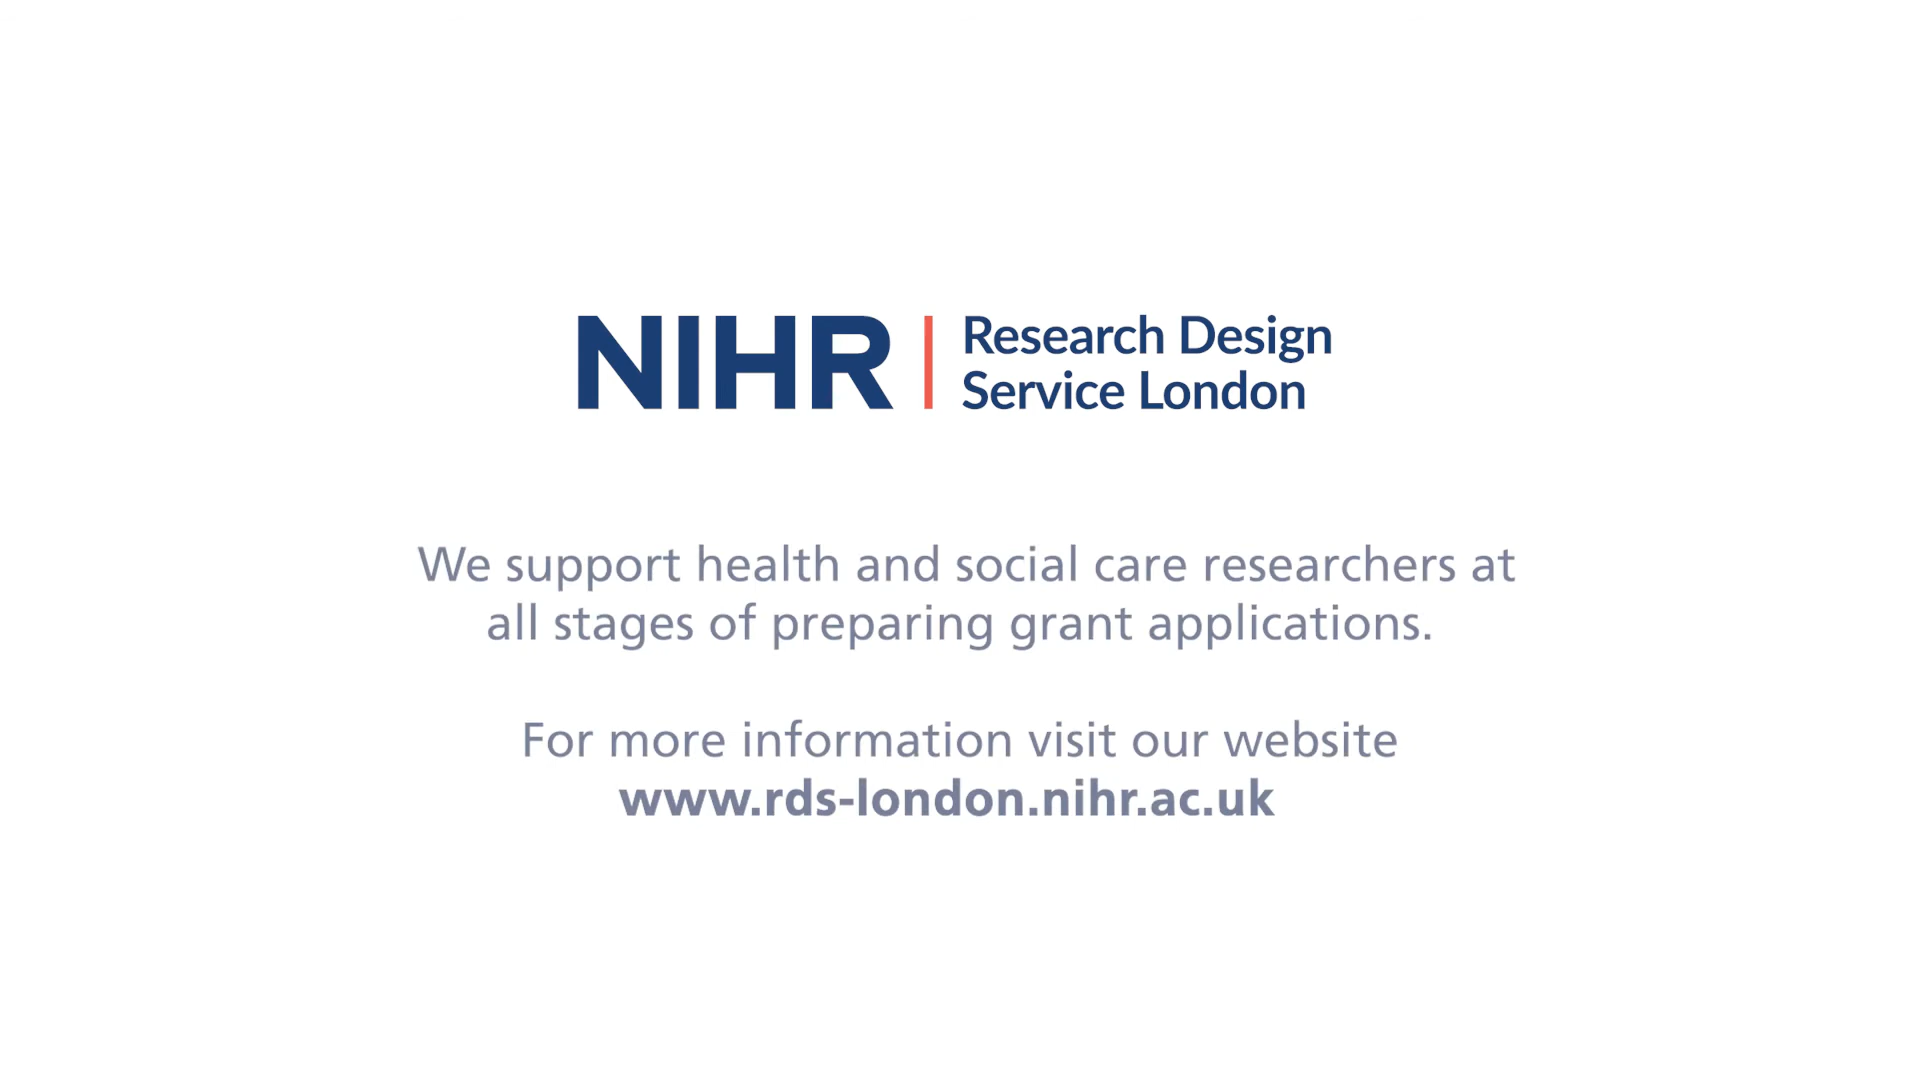 NIHR
Research Design
Service London
We support health and social care researchers at
all stages of preparing grant applications.
For more information visit our website
www.rds-london.nihr.ac.uk